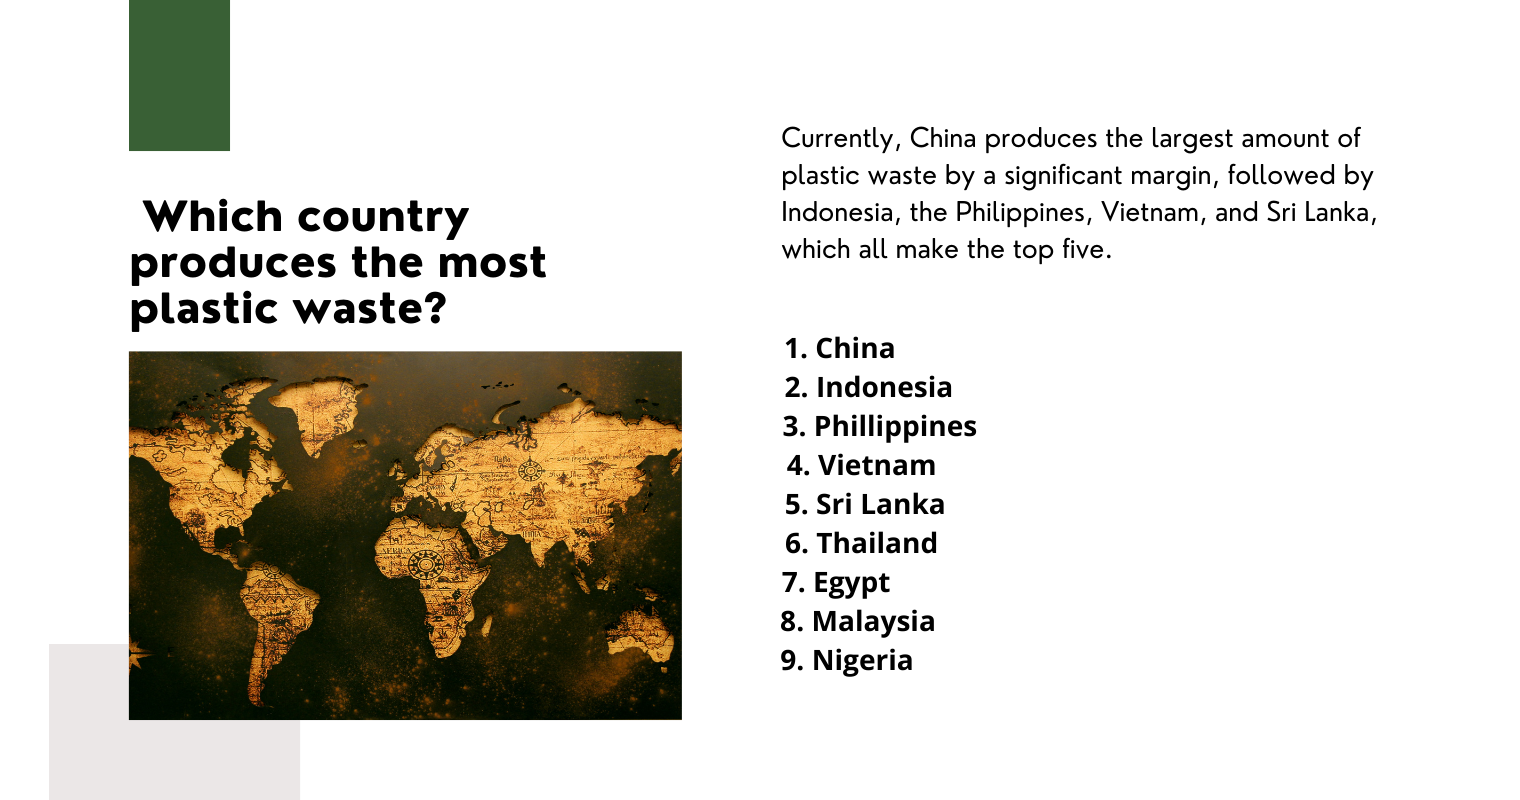 Which country
produces the most
plastic waste?
Currently, China produces the largest amount of
plastic waste by a significant margin, followed by
Indonesia, the Philippines, Vietnam, and Sri Lanka,
which all make the top five.
1. China
2. Indonesia
3. Phillippines
4. Vietnam
5. Sri Lanka
6. Thailand
7. Egypt
8. Malaysia
9. Nigeria
AFRICA